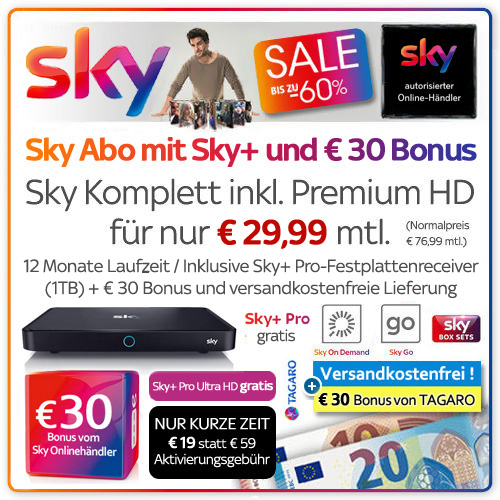 sky
SALE
BIS ZU -60%
sky
autorisierter
Online-Händler
Sky Abo mit Sky+ und € 30 Bonus
Sky Komplett inkl. Premium HD
für nur € 29,99 mtl. (Normalpreis
€ 76,99 mtl.)
12 Monate Laufzeit / Inklusive Sky+ Pro-Festplattenreceiver
(1TB) + € 30 Bonus und versandkostenfreie Lieferung
sky
sky
Sky+ Pro
gratis
Sky On Demand
go
Sky Go
sky
BOX SETS
€30
Bonus vom
Sky Onlinehändler
Sky+ Pro Ultra HD gratis
NUR KURZE ZEIT
€ 19 statt € 59
Aktivierungsgebühr
TAGARO
Versandkostenfrei !
+ € 30 Bonus von TAGARO
10
20